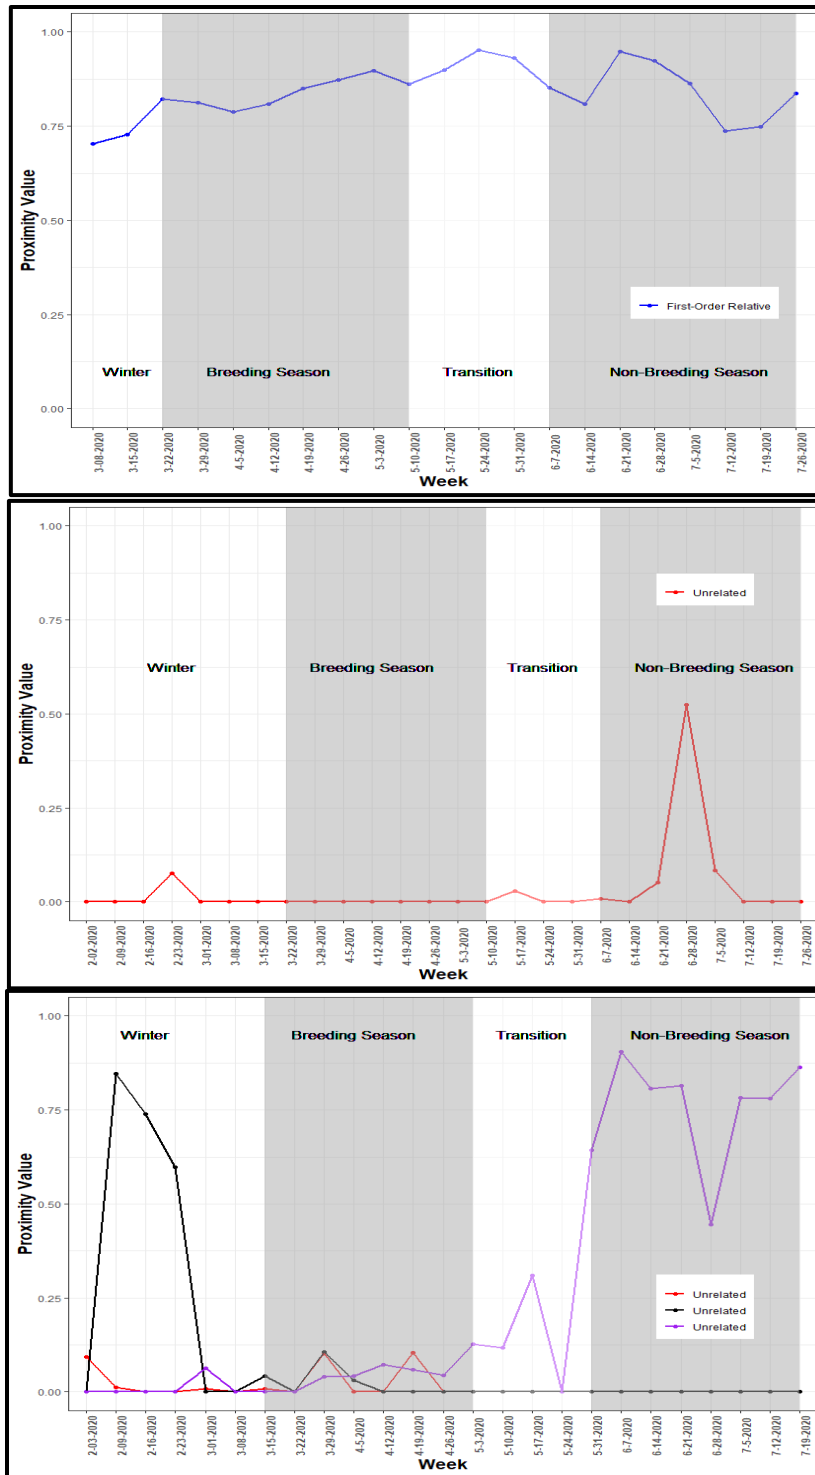 1.00
0.75
0.50
0.25
0.00
Proximity Value
First-Order Relative
Winter Breeding Season Transition Non-Breeding Season
3-08-2020 3-15-2020 3-22-2020 3-29-2020 4-5-2020 4-12-2020 4-19-2020 4-26-2020 5-3-2020 5-10-2020 5-17-2020 5-24-2020 5-31-2020 6-7-2020 6-14-2020 6-21-2020 6-28-2020 7-5-2020 7-12-2020 7-19-2020 7-26-2020
Week
1.00
0.75
0.50
0.25
0.00
Proximity Value
Unrelated
Winter Breeding Season Transition Non-Breeding Season
2-02-2020 2-09-2020 2-16-2020 2-23-2020 3-01-2020 3-08-2020 3-15-2020 3-22-2020 3-29-2020 4-5-2020 4-12-2020 4-19-2020 4-26-2020 5-3-2020 5-10-2020 5-17-2020 5-24-2020 5-31-2020 6-7-2020 6-14-2020 6-21-2020 6-28-2020 7-5-2020 7-12-2020 7-19-2020 7-26-2020
Week
1.00
0.75
0.50
0.25
0.00
Proximity Value
Winter Breeding Season Transition Non-Breeding Season
Unrelated
Unrelated
Unrelated
2-03-2020 2-09-2020 2-16-2020 2-23-2020 3-01-2020 3-08-2020 3-15-2020 3-22-2020 3-29-2020 4-5-2020 4-12-2020 4-19-2020 4-26-2020 5-3-2020 5-10-2020 5-17-2020 5-24-2020 5-31-2020 6-7-2020 6-14-2020 6-21-2020 6-28-2020 7-5-2020 7-12-2020 7-19-2020
Week